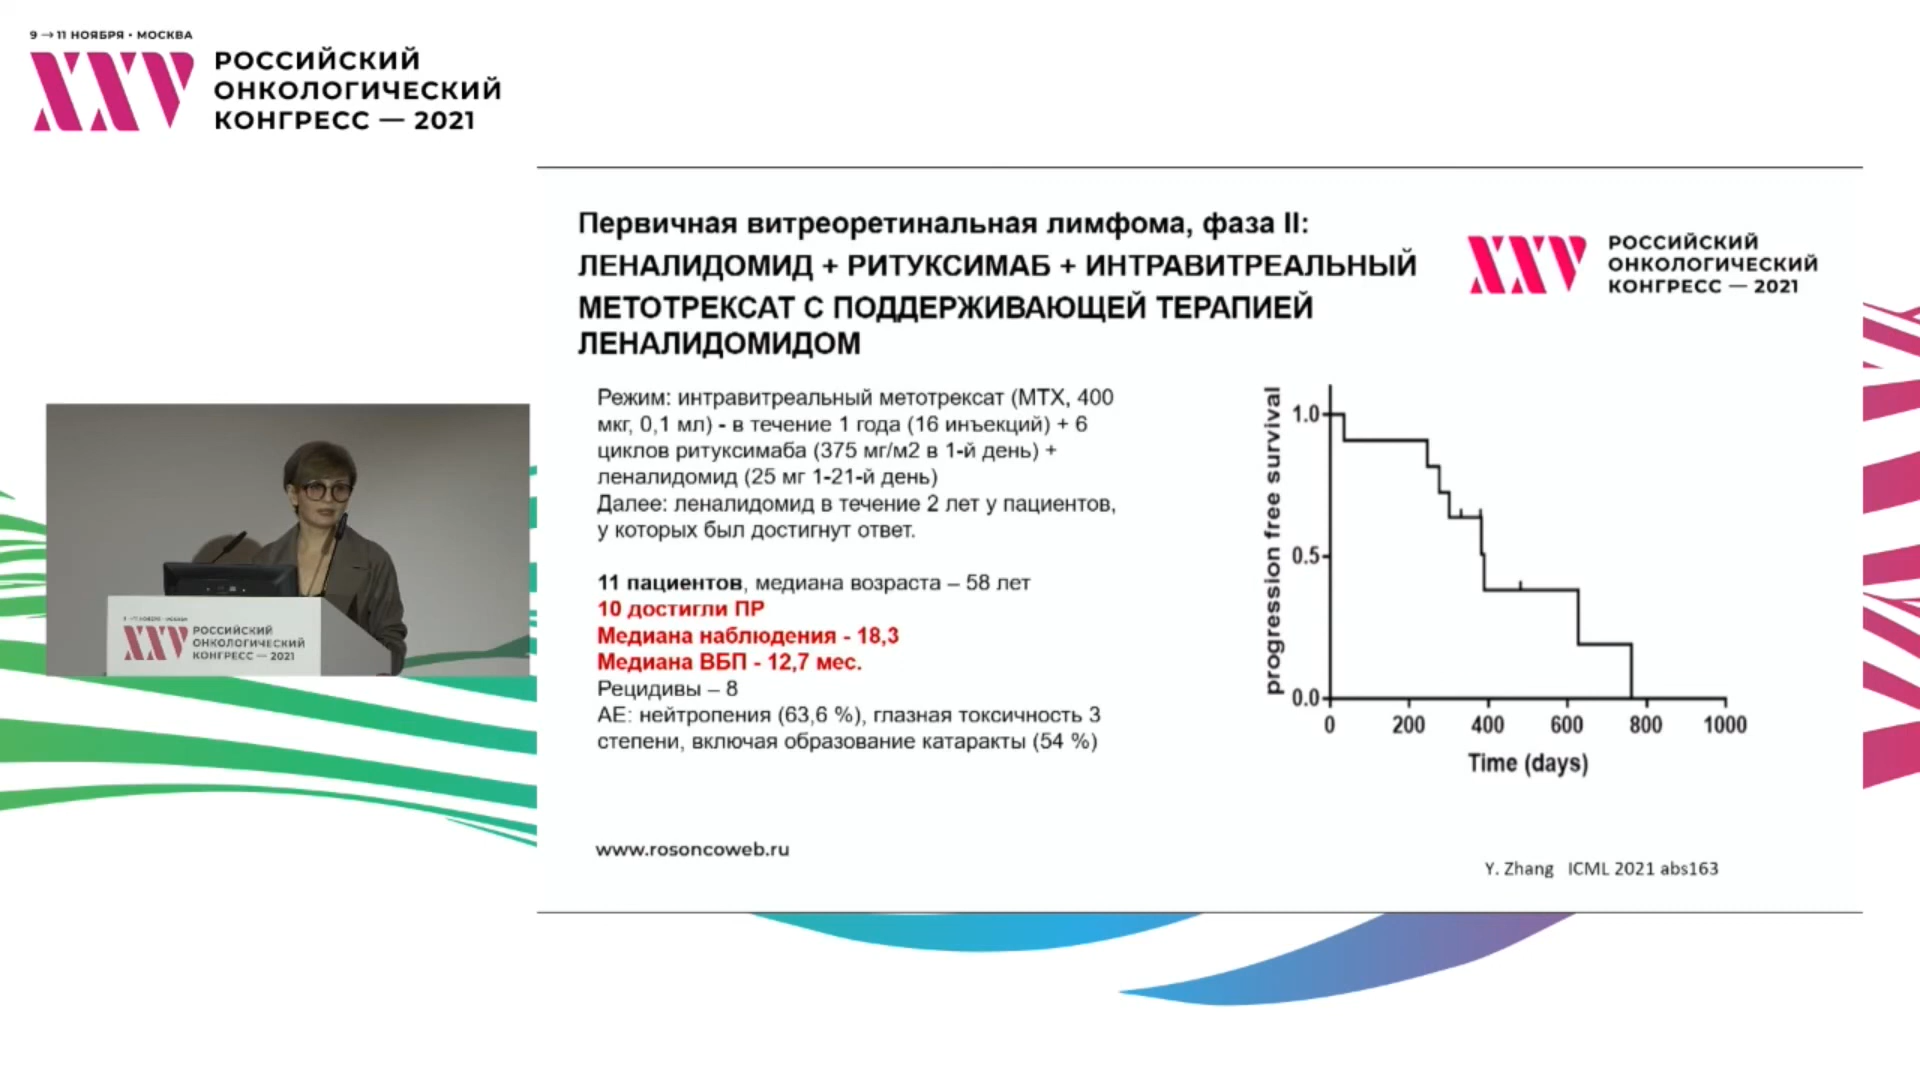 9 → 11 НОЯБРЯ • МОСКВА
XXV
РОССИЙСКИЙ
ОНКОЛОГИЧЕСКИЙ
КОНГРЕСС — 2021
Первичная витреоретинальная лимфома, фаза II:
ЛЕНАЛИДОМИД + РИТУКСИМАБ + ИНТРАВИТРЕАЛЬНЫЙ
МЕТОТРЕКСАТ С ПОДДЕРЖИВАЮЩЕЙ ТЕРАПИЕЙ
ЛЕНАЛИДОМИДОМ
XXV
РОССИЙСКИЙ
ОНКОЛОГИЧЕСКИЙ
КОНГРЕСС — 2021
Режим: интравитреальный метотрексат (МТХ, 400
мкг, 0,1 мл) - в течение 1 года (16 инъекций) + 6
циклов ритуксимаба (375 мг/м2 в 1-й день) +
леналидомид (25 мг 1-21-й день)
Далее: леналидомид в течение 2 лет у пациентов,
у которых был достигнут ответ.
11 пациентов, медиана возраста – 58 лет
10 достигли ПР
Медиана наблюдения - 18,3
Медиана ВБП - 12,7 мес.
Рецидивы – 8
АЕ: нейтропения (63,6 %), глазная токсичность 3
степени, включая образование катаракты (54 %)
progression free survival
1.0
0.5
0.0
0 200 400 600 800 1000
Time (days)
www.rosoncoweb.ru
Y. Zhang ICML 2021 abs163
9 → 11 НОЯБРЯ • МОСКВА
XXV
РОССИЙСКИЙ
ОНКОЛОГИЧЕСКИЙ
КОНГРЕСС — 2021